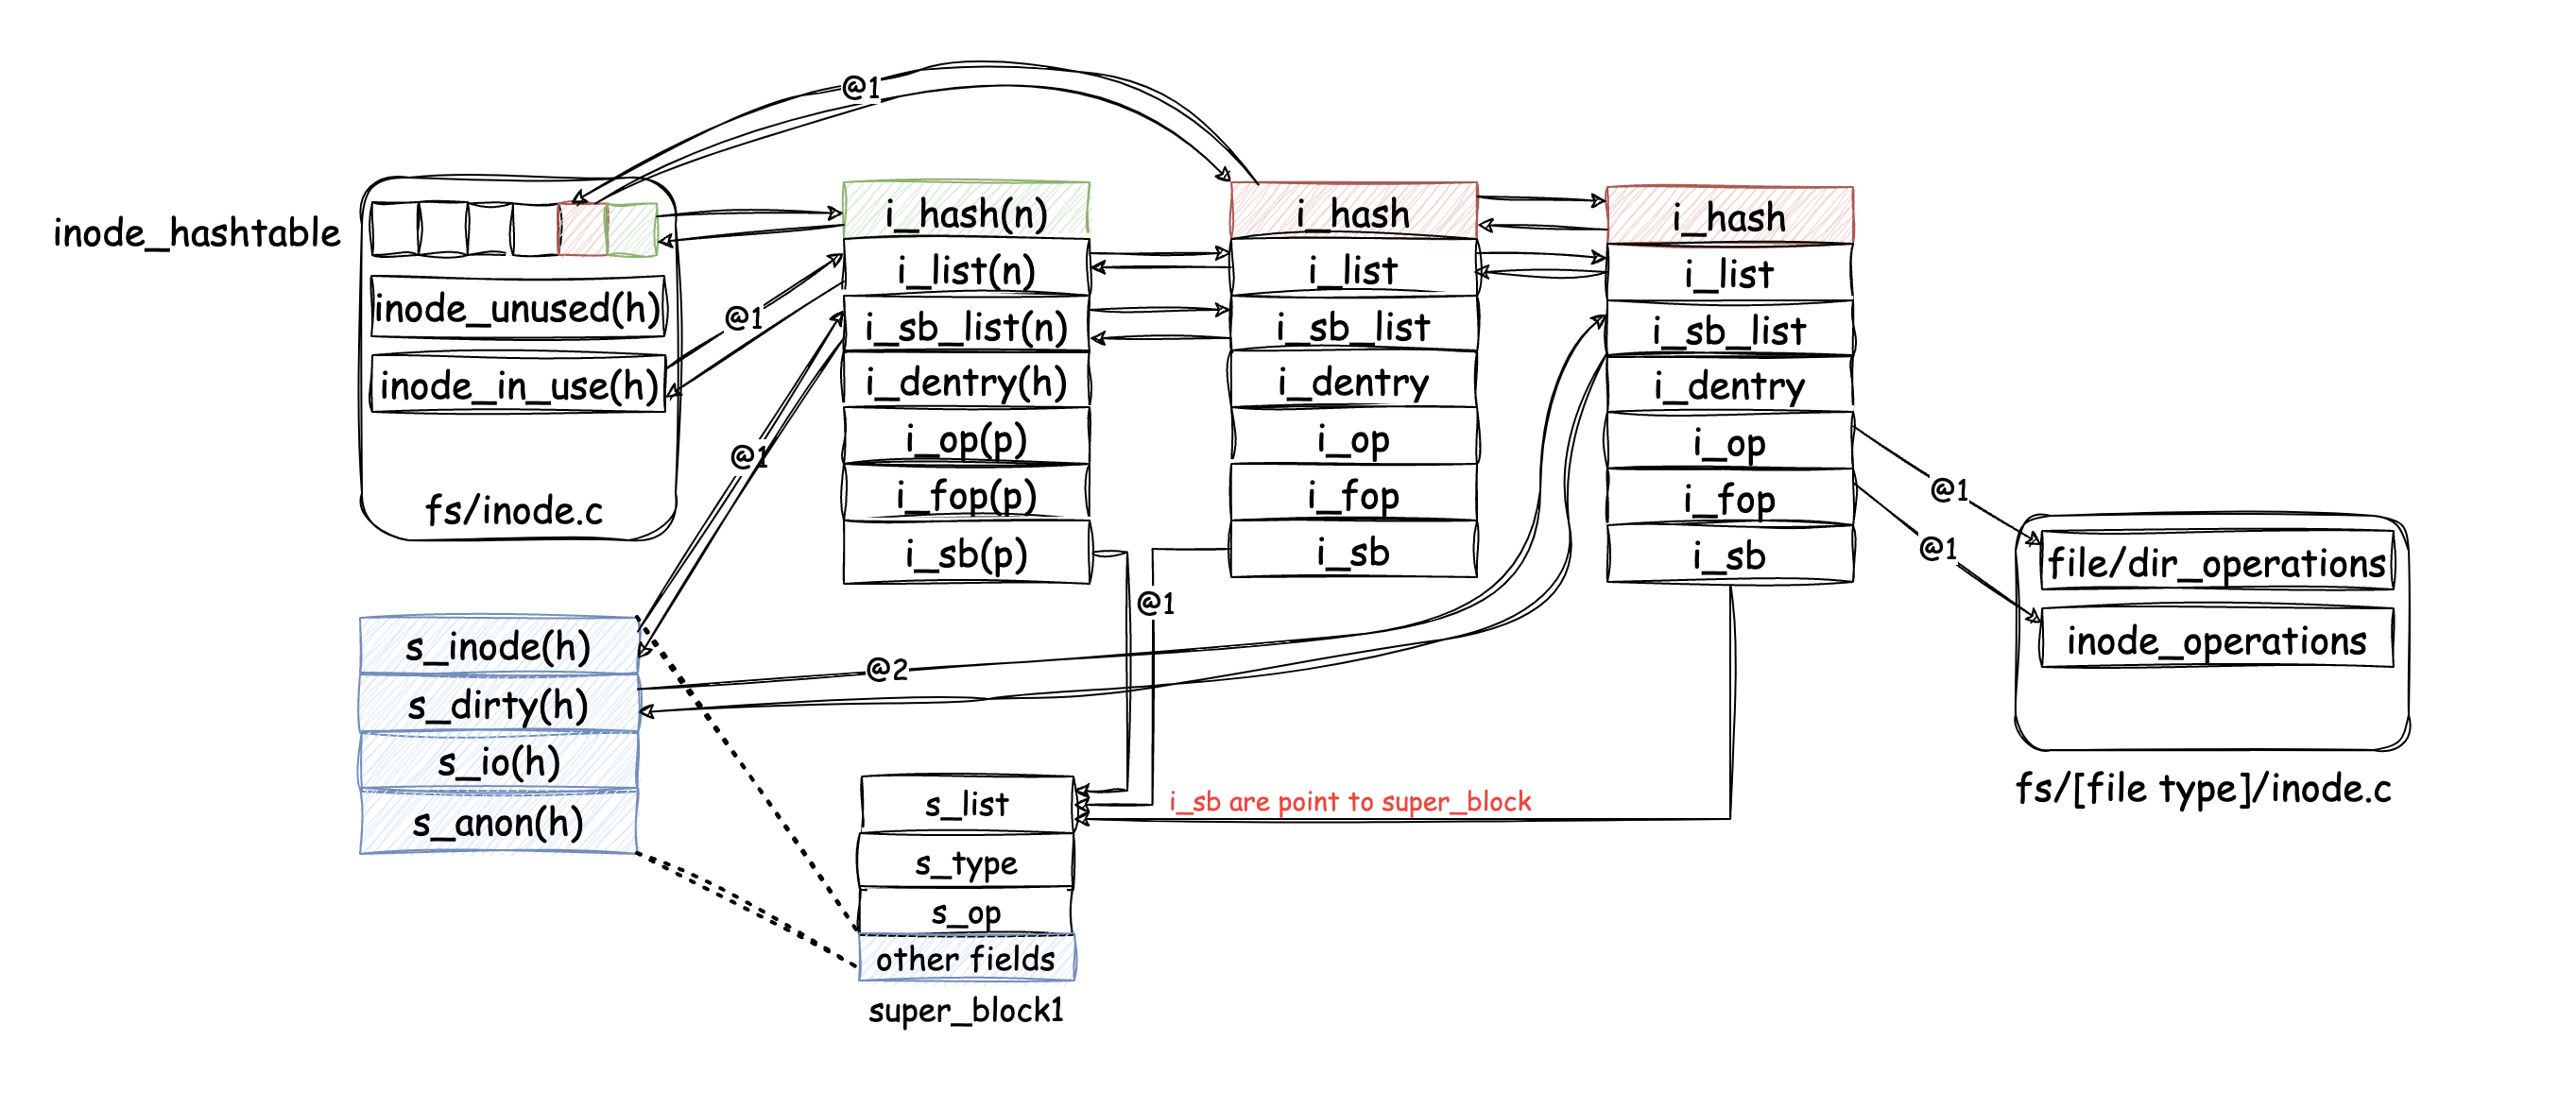 @1
inode_hashtable
inode_unused(h)
inode_in_use(h)
fs/inode.c
@1
@1
i_hash(n)
i_list(n)
i_sb_list(n)
i_dentry(h)
i_op(p)
i_fop(p)
i_sb(p)
i_hash
i_list
i_sb_list
i_dentry
i_op
i_fop
i_sb
i_hash
i_list
i_sb_list
i_dentry
i_op
i_fop
i_sb
@1
@1
file/dir_operations
inode_operations
fs/[file type]/inode.c
@1
@2
s_inode(h)
s_dirty(h)
s_io(h)
s_anon(h)
i_sb are point to super_block
s_list
s_type
s_op
other fields
super_block1